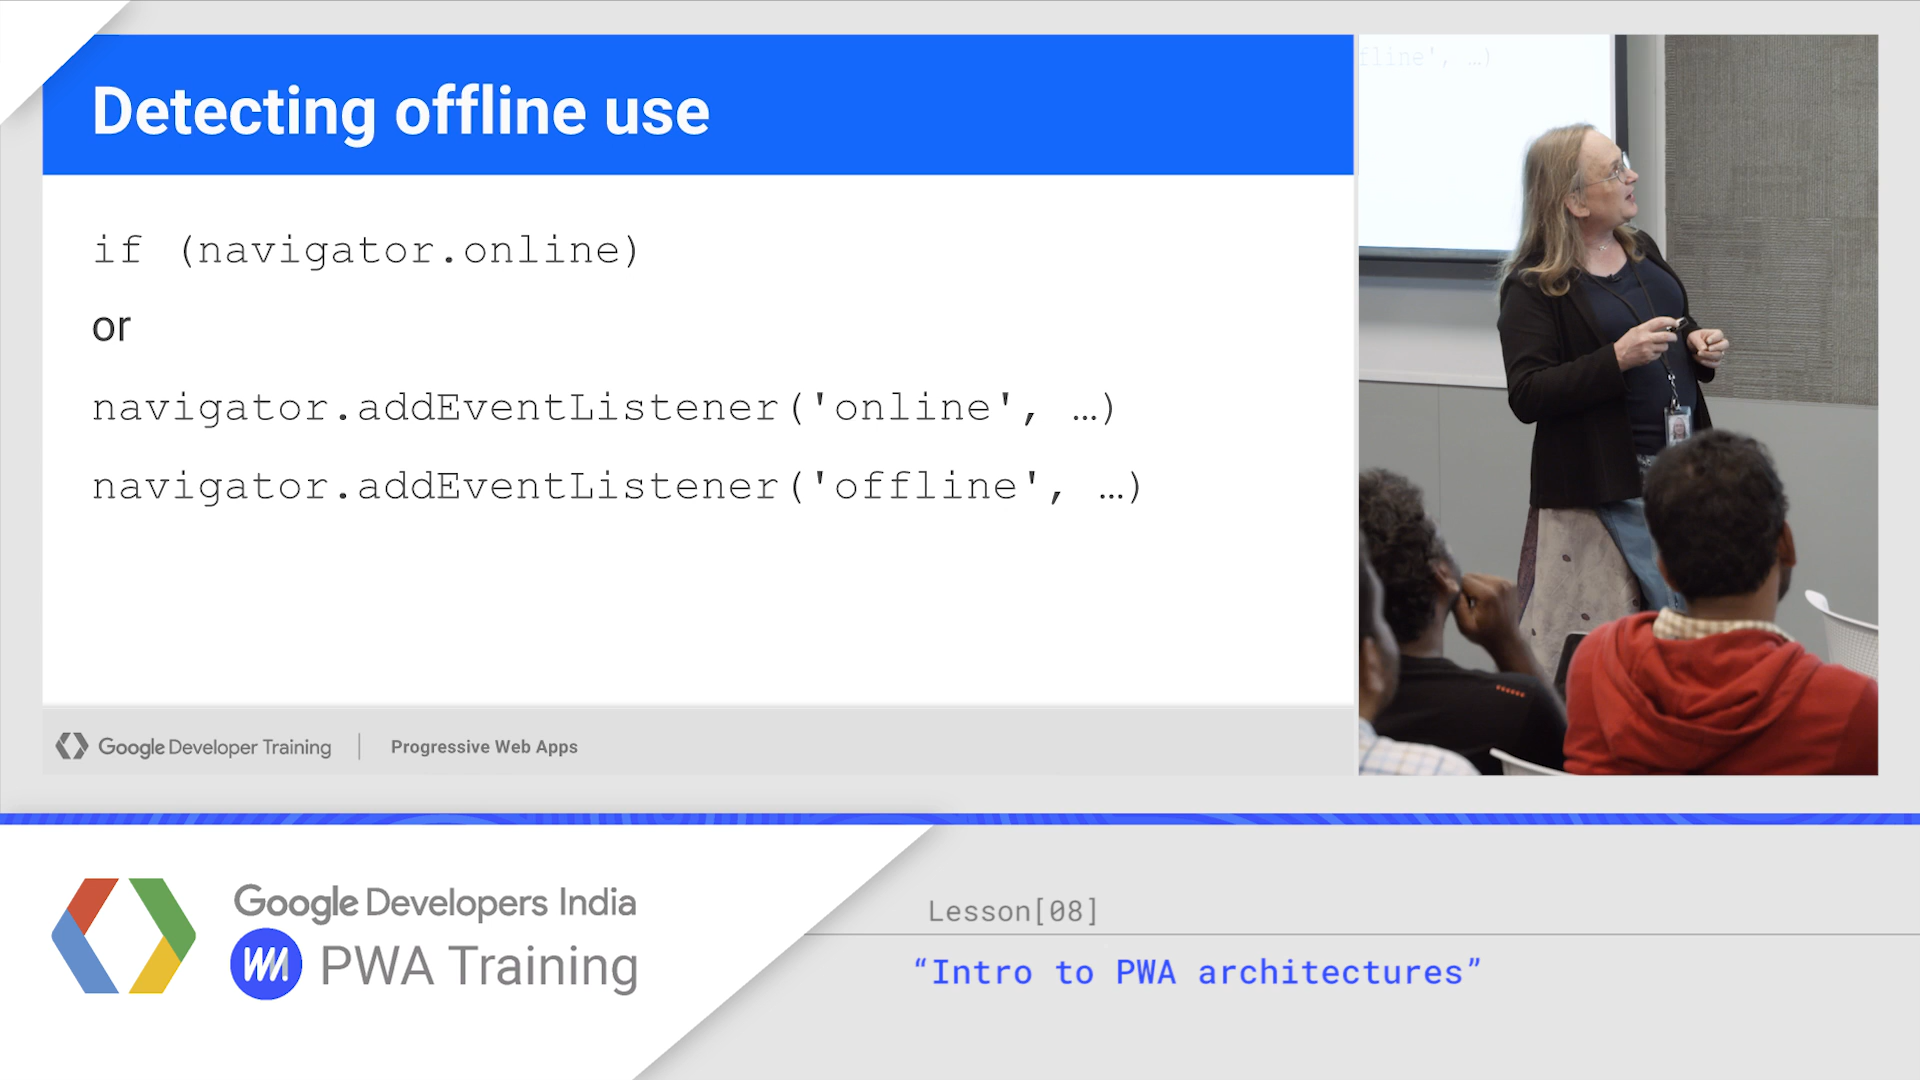 Detecting offline use
if (navigator.online)
or
navigator.addEventListener('online', …)
navigator.addEventListener('offline', …)
fline', …)
Google Developer Training | Progressive Web Apps
Google Developers India
PWA Training
Lesson[08]
“Intro to PWA architectures”